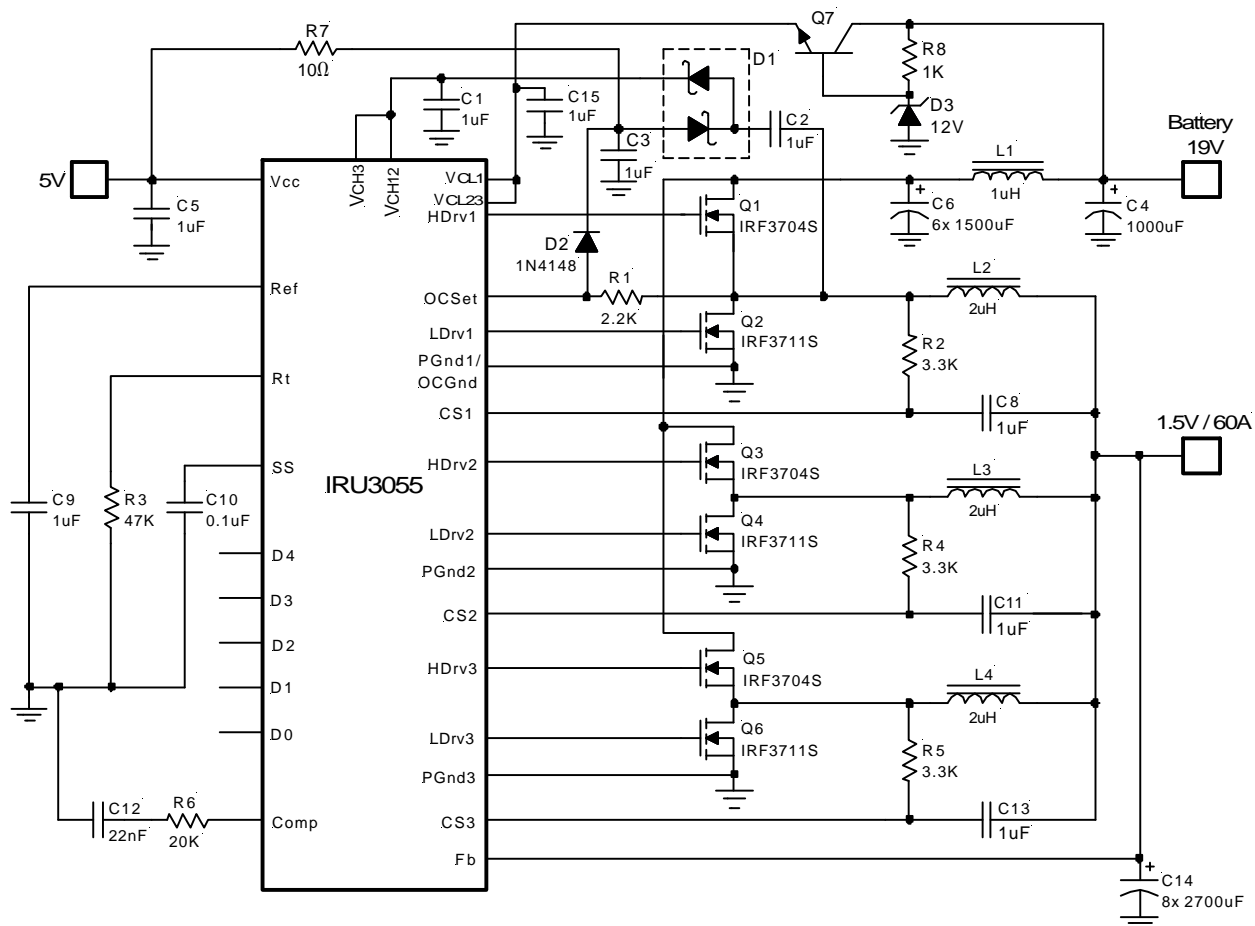 Q7
R7
10Ω
R8
1K
D1
D3
12V
C1
1uF
C15
1uF
C2
1uF
C3
1uF
Battery
19V
5V
L1
1uH
Vcc
VCH3
VCH12
VCL1
VCL23
HDrv1
C5
1uF
Q1
IRF3704S
C6
6x 1500uF
C4
1000uF
D2
1N4148
R1
2.2K
L2
2uH
Ref
OCSet
LDrv1
Q2
IRF3711S
R2
3.3K
PGnd1/
OCGnd
Rt
CS1
C8
1uF
1.5V / 60A
Q3
IRF3704S
HDrv2
SS
IRU3055
L3
2uH
C9
1uF
R3
47K
C10
0.1uF
LDrv2
Q4
IRF3711S
R4
3.3K
D4
PGnd2
D3
CS2
C11
1uF
D2
HDrv3
Q5
IRF3704S
D1
L4
2uH
D0
LDrv3
Q6
IRF3711S
R5
3.3K
PGnd3
C12
22nF
R6
20K
Comp
CS3
C13
1uF
Fb
C14
8x 2700uF